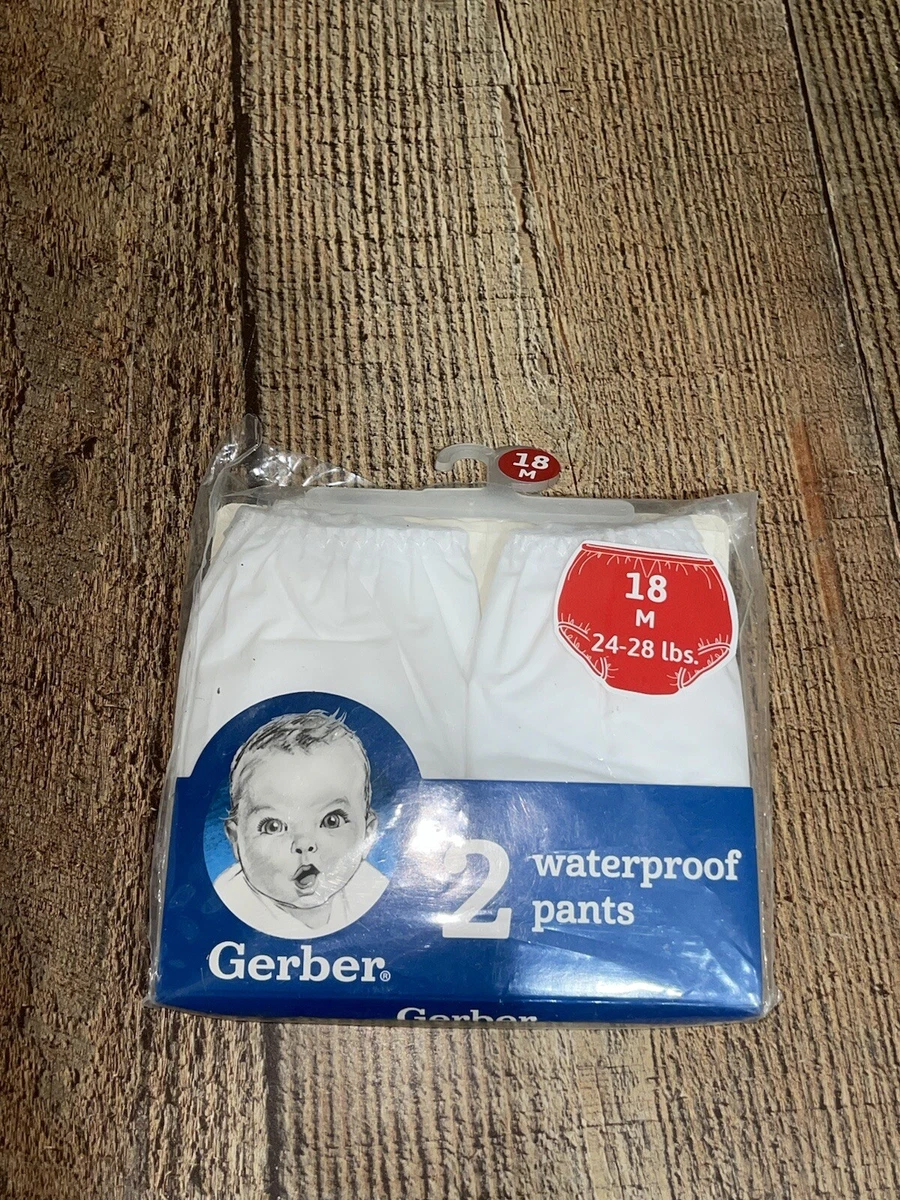 18
M
18
M
24-28 lbs.
2
waterproof
pants
Gerber®
Gerber